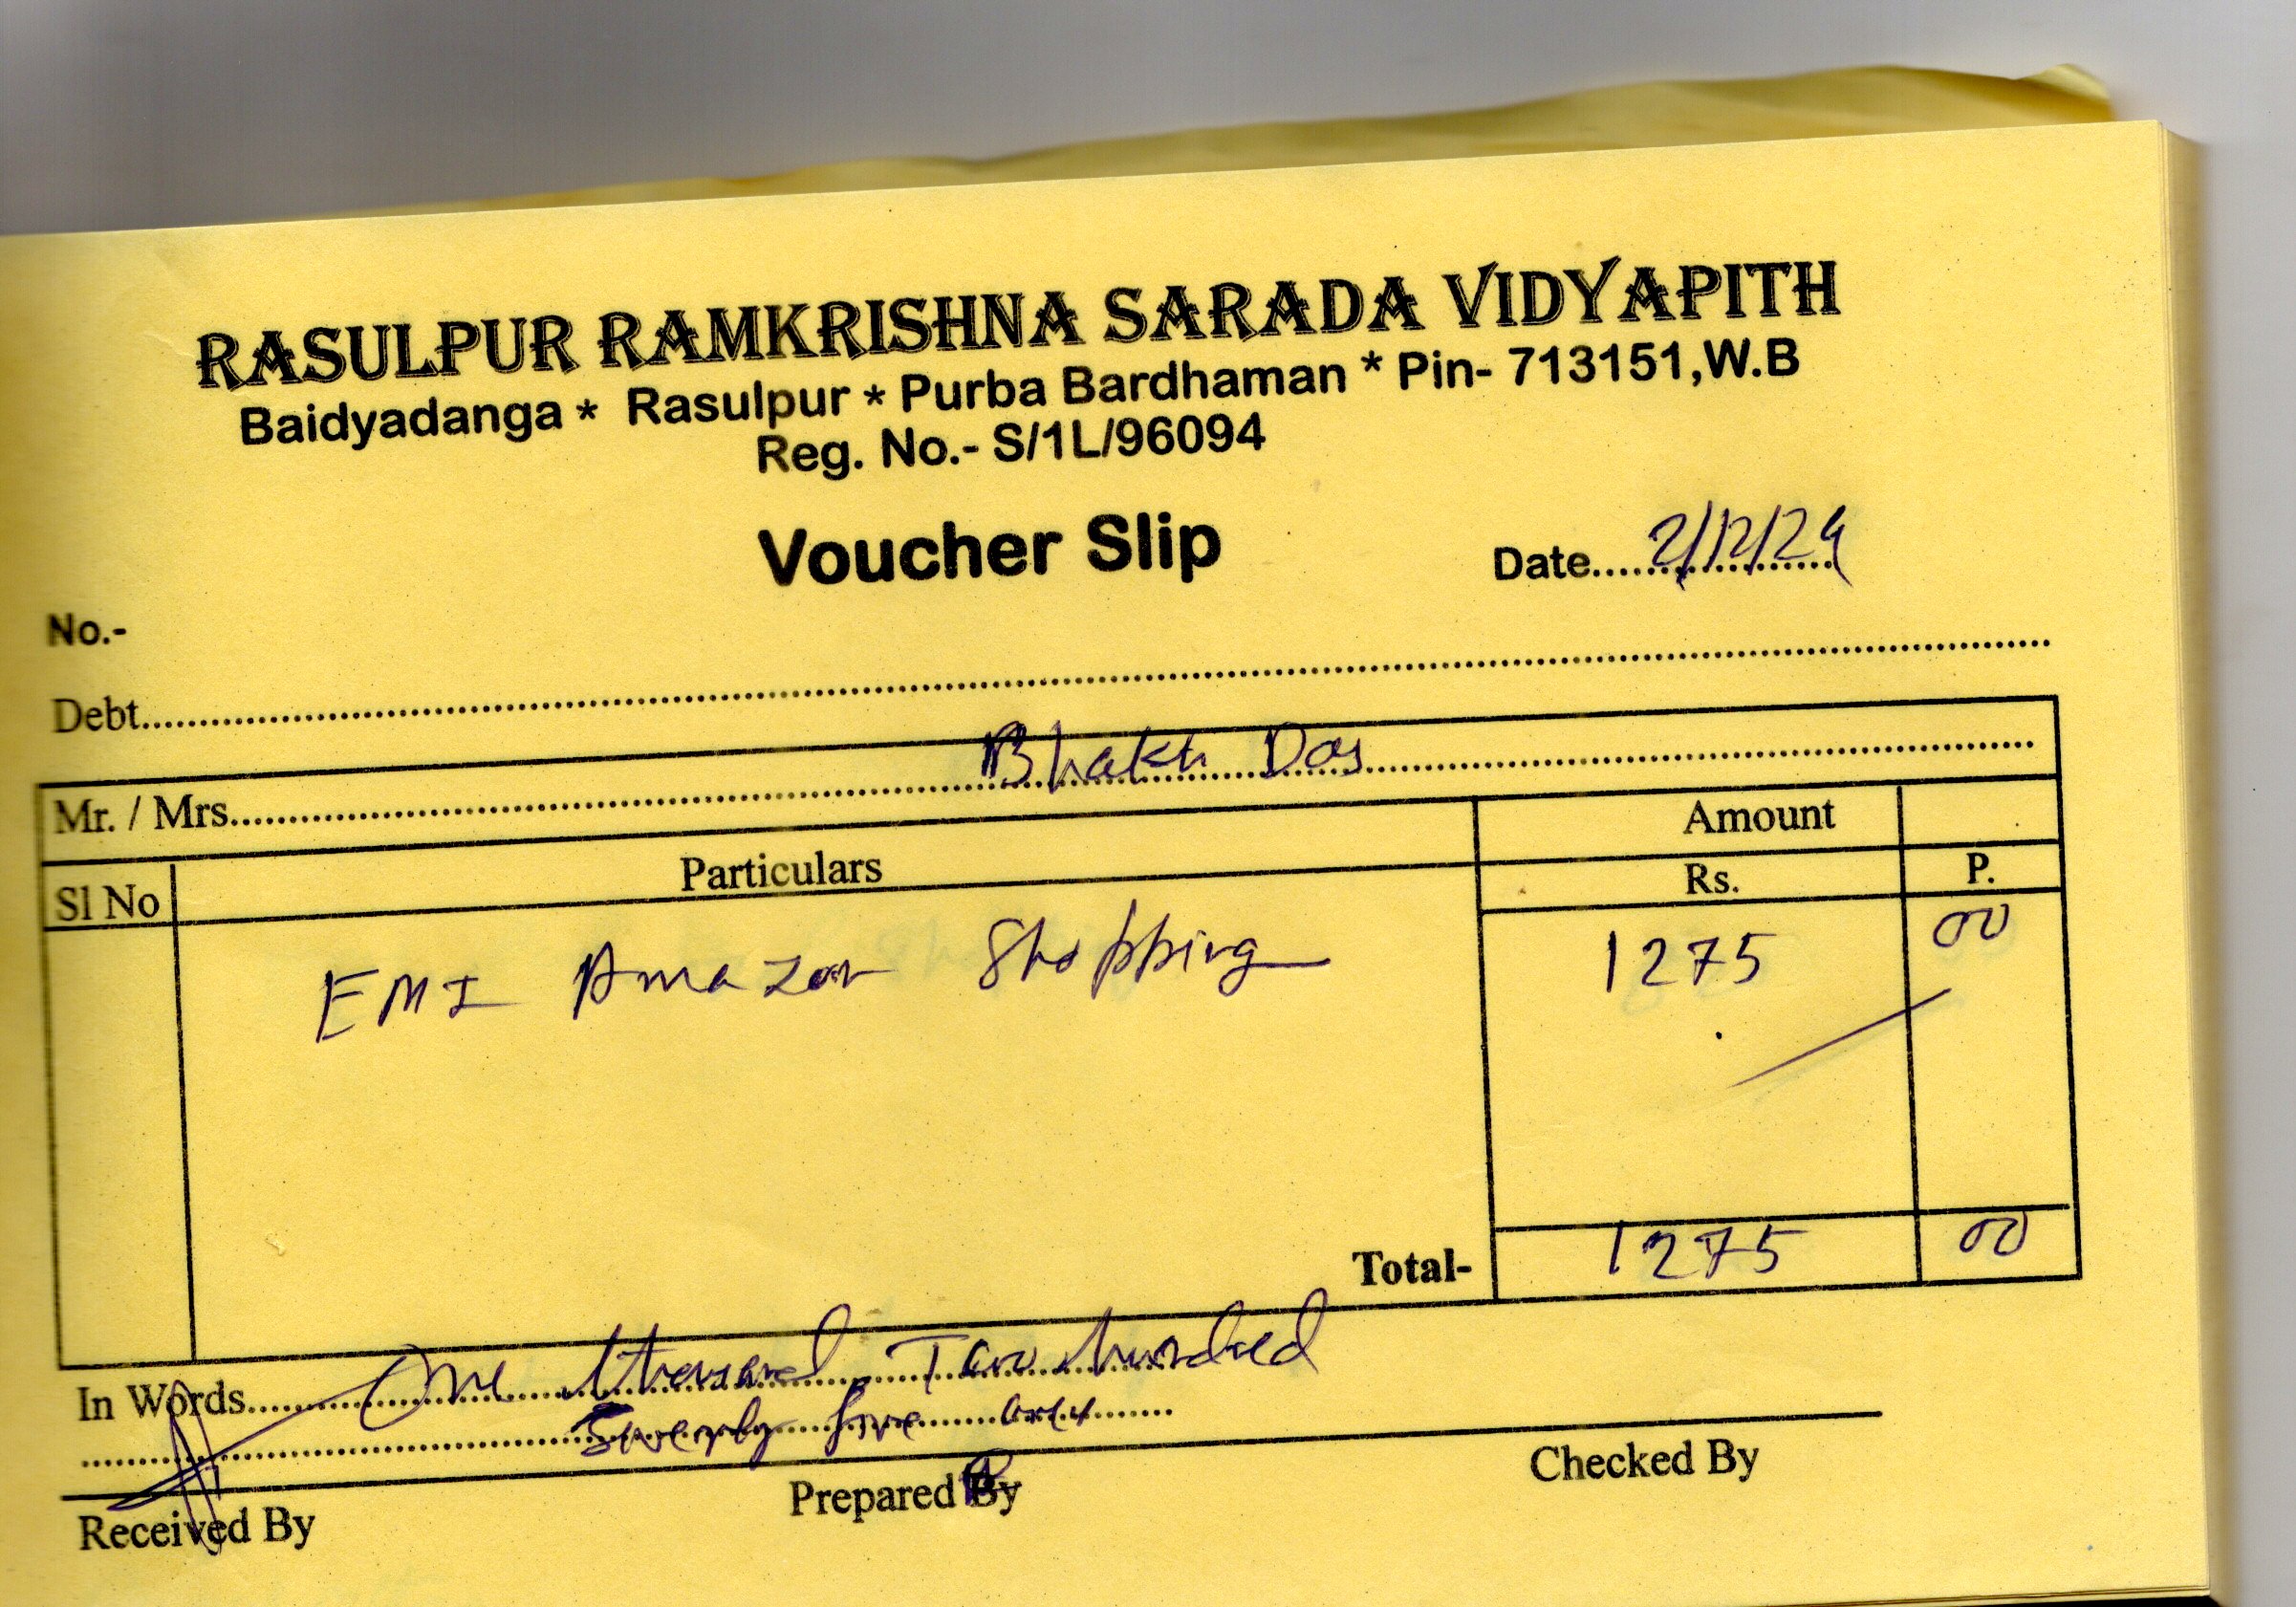 RASULPUR RAMKRISHNA SARADA VIDYAPITH
Baidyadanga * Rasulpur * Purba Bardhaman * Pin- 713151,W.B
Reg. No.- S/1L/96094
Voucher Slip
Date..... 2/12/24
No.-
Debt.....
Mr. / Mrs..... Bhakti Das
Sl No Particulars Amount
Rs. P.
EMI Amazon Shopping 1275 00
Total- 1275 00
In Words..... One thousand Two hundred
Seventy five only
Received By Prepared By Checked By